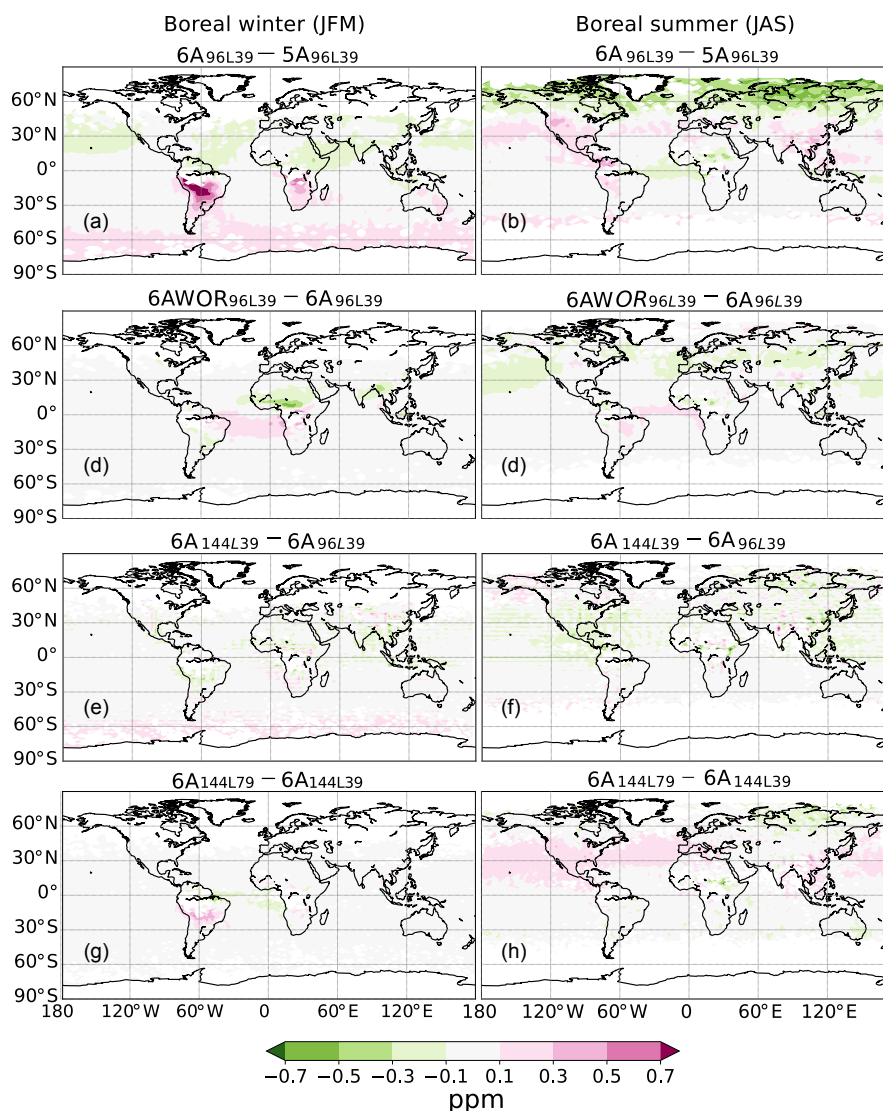 Boreal winter (JFM) Boreal summer (JAS)
6A96L39 − 5A96L39 6A96L39 − 5A96L39
60°N
30°N
0°
30°S
60°S
90°S
(a) (b)
6AWOR96L39 − 6A96L39 6AWOR96L39 − 6A96L39
60°N
30°N
0°
30°S
60°S
90°S
(d) (d)
6A144L39 − 6A96L39 6A144L39 − 6A96L39
60°N
30°N
0°
30°S
60°S
90°S
(e) (f)
6A144L79 − 6A144L39 6A144L79 − 6A144L39
60°N
30°N
0°
30°S
60°S
90°S
(g) (h)
180 120°W 60°W 0 60°E 120°E 180 120°W 60°W 0 60°E 120°E
−0.7 −0.5 −0.3 −0.1 0.1 0.3 0.5 0.7
ppm